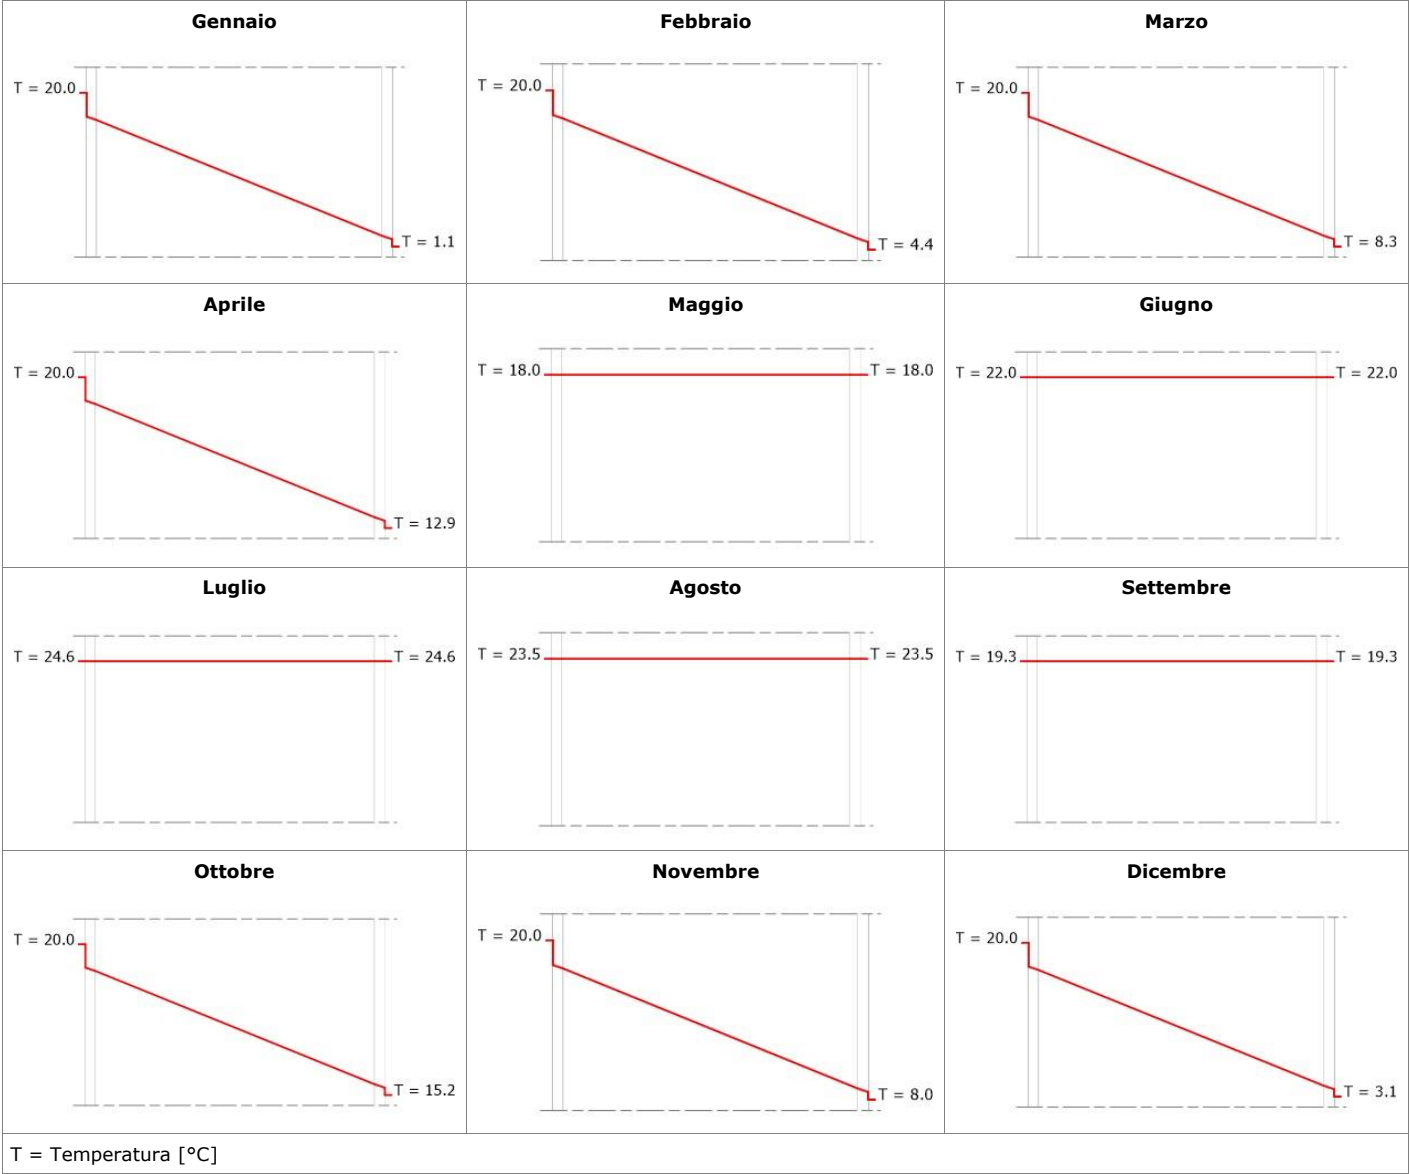 Gennaio
T = 20.0
T = 1.1
Febbraio
T = 20.0
T = 4.4
Marzo
T = 20.0
T = 8.3
Aprile
T = 20.0
T = 12.9
Maggio
T = 18.0
T = 18.0
Giugno
T = 22.0
T = 22.0
Luglio
T = 24.6
T = 24.6
Agosto
T = 23.5
T = 23.5
Settembre
T = 19.3
T = 19.3
Ottobre
T = 20.0
T = 15.2
Novembre
T = 20.0
T = 8.0
Dicembre
T = 20.0
T = 3.1
T = Temperatura [°C]